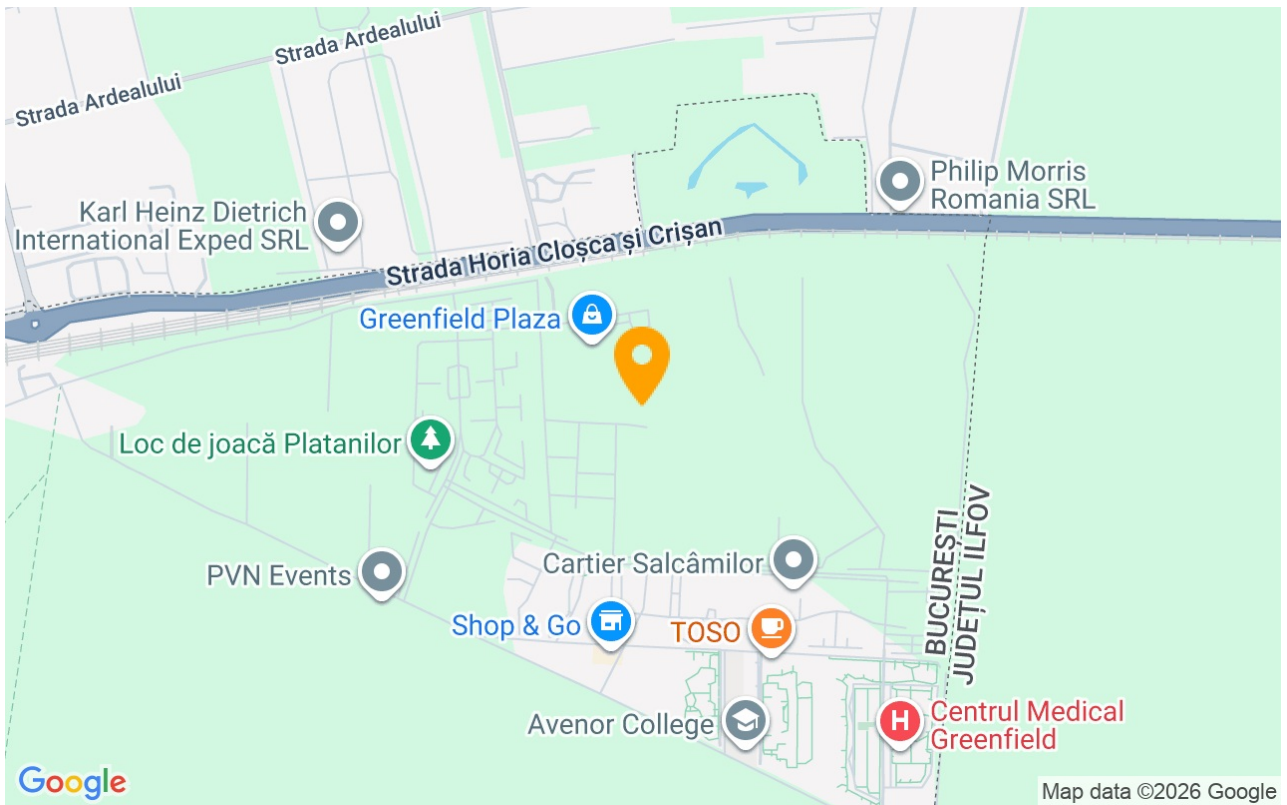 Strada Ardealului
Strada Ardealului
Philip Morris
Romania SRL
Karl Heinz Dietrich
International Exped SRL
Strada Horia Cloșca și Crișan
Greenfield Plaza
Loc de joacă Platanilor
BUCUREȘTI
JUDEȚUL ILFOV
Cartier Salcâmilor
PVN Events
Shop & Go
TOSO
Avenor College
H
Centrul Medical
Greenfield
Google
Map data ©2026 Google